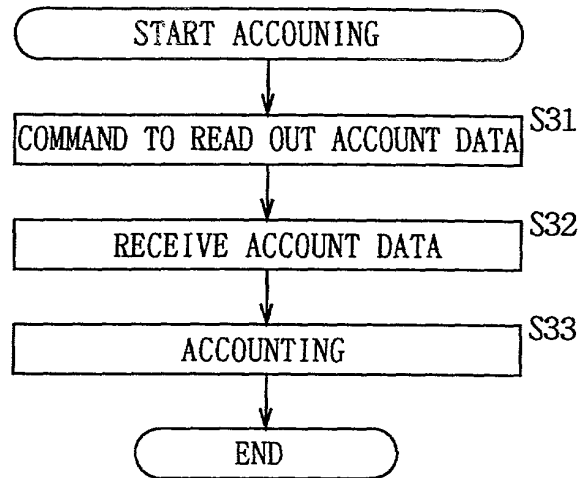 START ACCOUNING
COMMAND TO READ OUT ACCOUNT DATA
S31
RECEIVE ACCOUNT DATA
S32
ACCOUNTING
S33
END